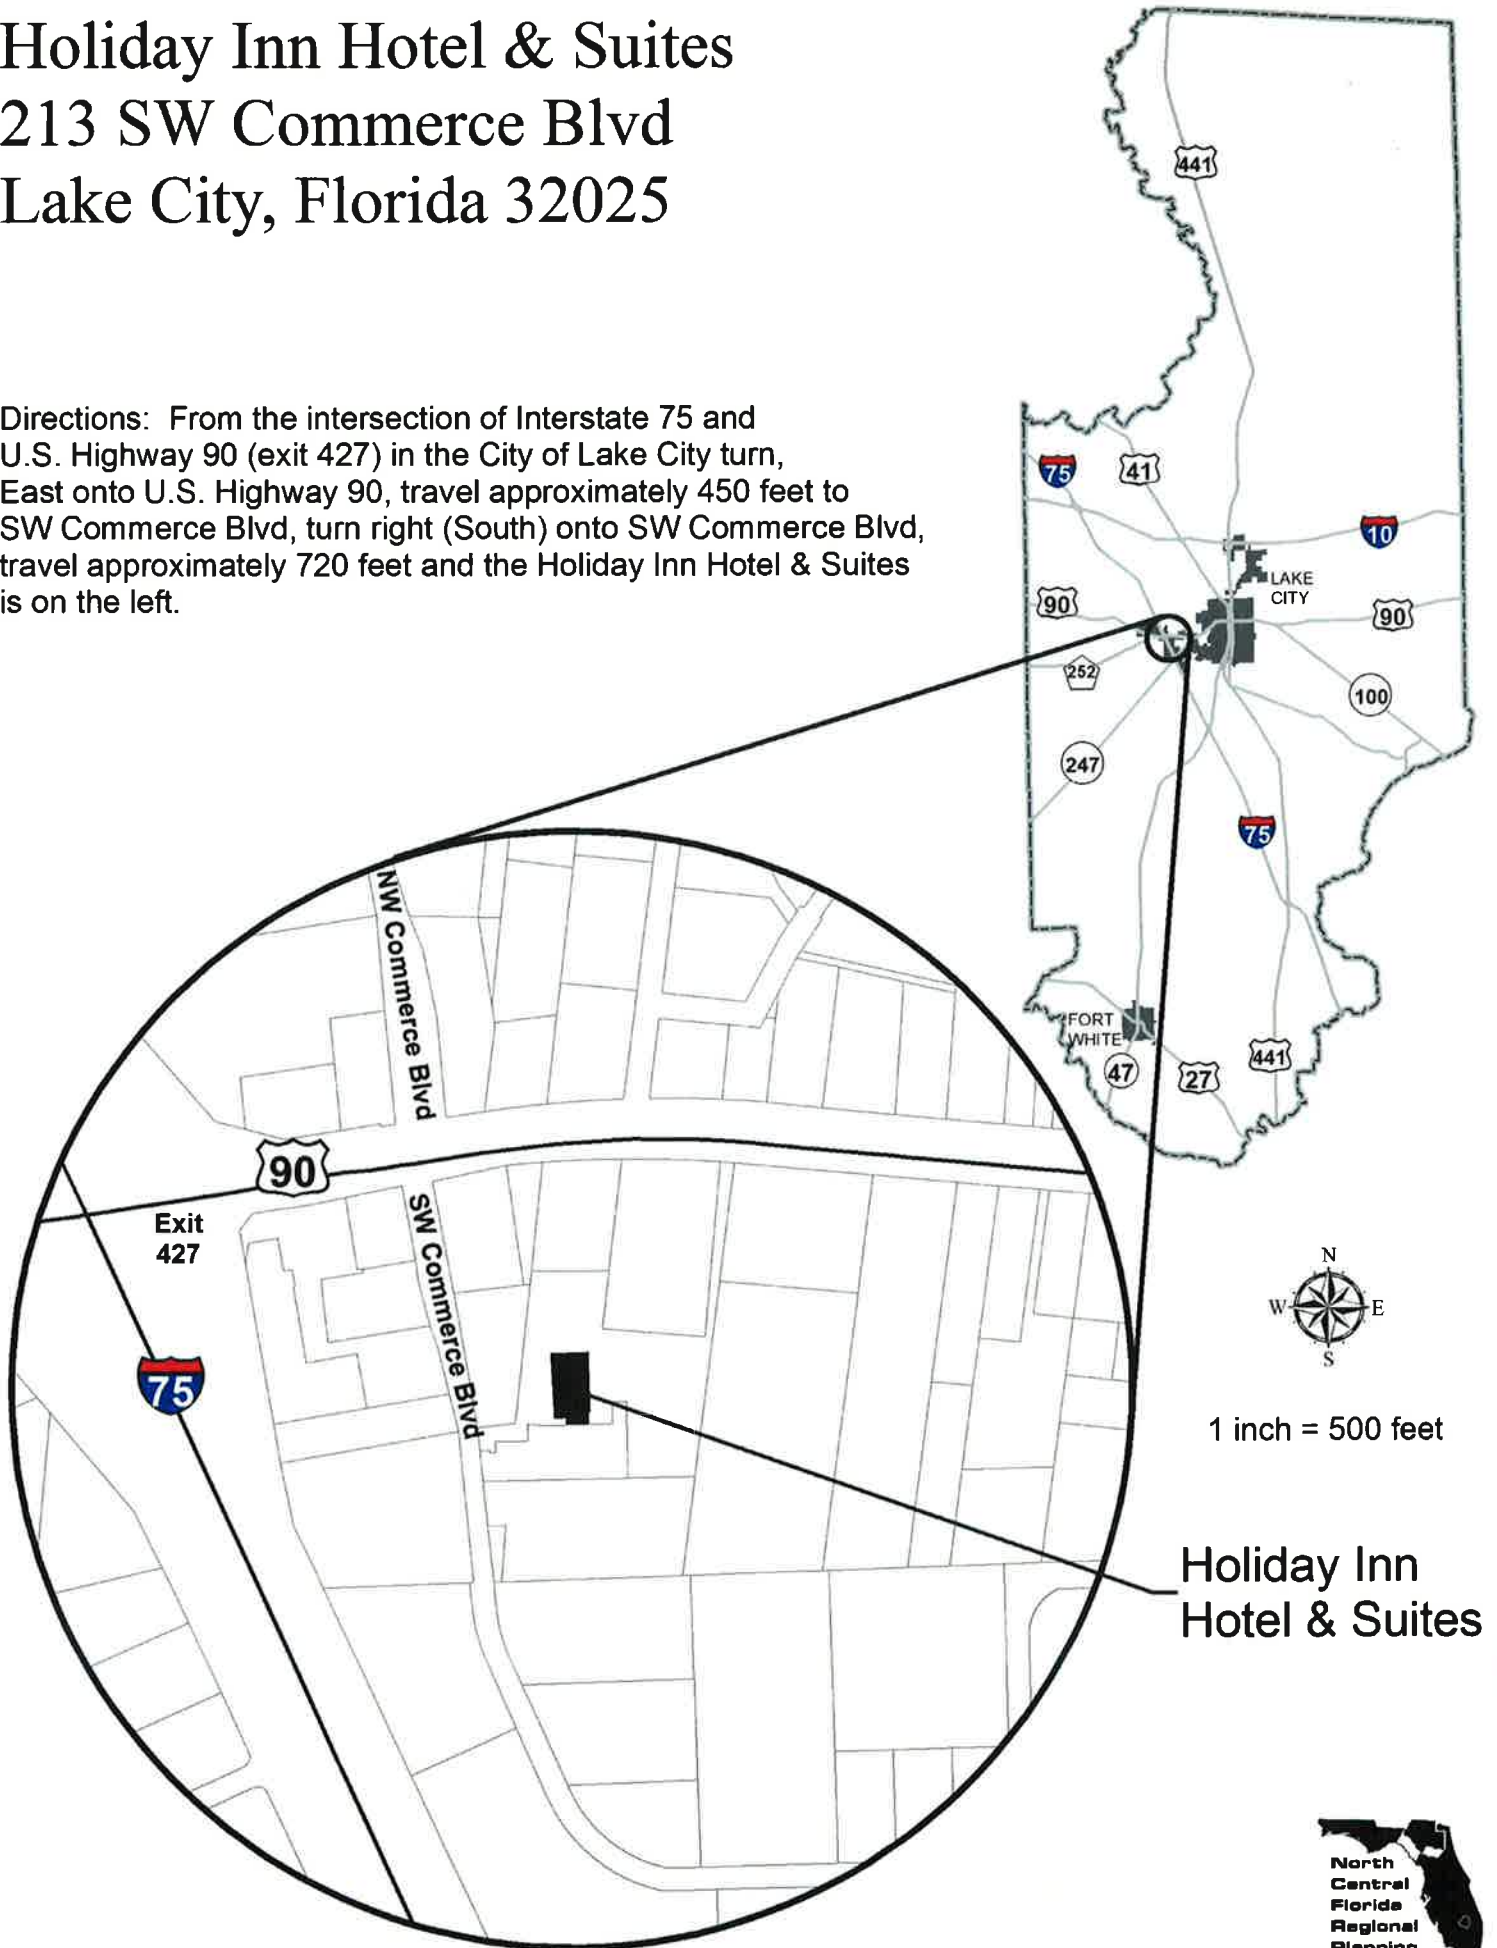 Holiday Inn Hotel & Suites
213 SW Commerce Blvd
Lake City, Florida 32025
Directions:  From the intersection of Interstate 75 and
U.S. Highway 90 (exit 427) in the City of Lake City turn,
East onto U.S. Highway 90, travel approximately 450 feet to
SW Commerce Blvd, turn right (South) onto SW Commerce Blvd,
travel approximately 720 feet and the Holiday Inn Hotel & Suites
is on the left.
441
75
41
10
LAKE
CITY
90
90
252
100
247
75
FORT
WHITE
47
27
441
NW Commerce Blvd
90
Exit
427
SW Commerce Blvd
75
N
W
E
S
1 inch = 500 feet
Holiday Inn
Hotel & Suites
North
Central
Florida
Regional
Planning